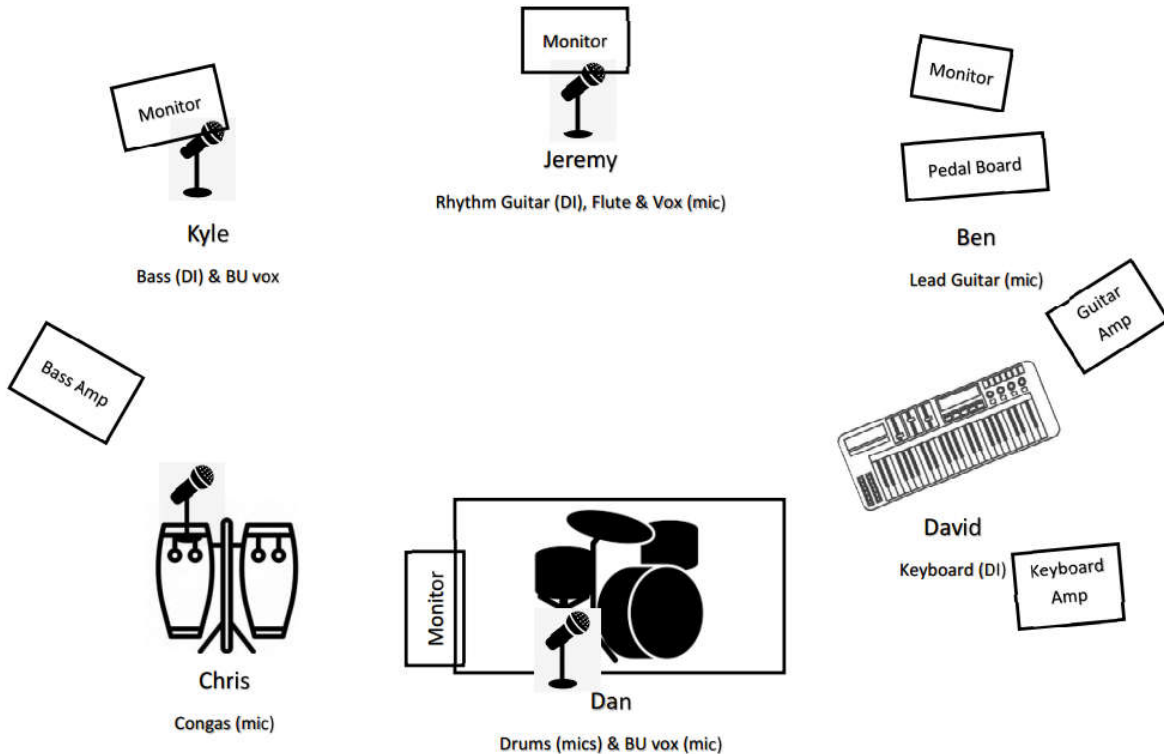 Monitor
Monitor
Monitor
Jeremy
Rhythm Guitar (DI), Flute & Vox (mic)
Pedal Board
Kyle
Bass (DI) & BU vox
Ben
Lead Guitar (mic)
Guitar
Amp
Bass Amp
David
Keyboard (DI)
Keyboard
Amp
Monitor
Chris
Congas (mic)
Dan
Drums (mics) & BU vox (mic)